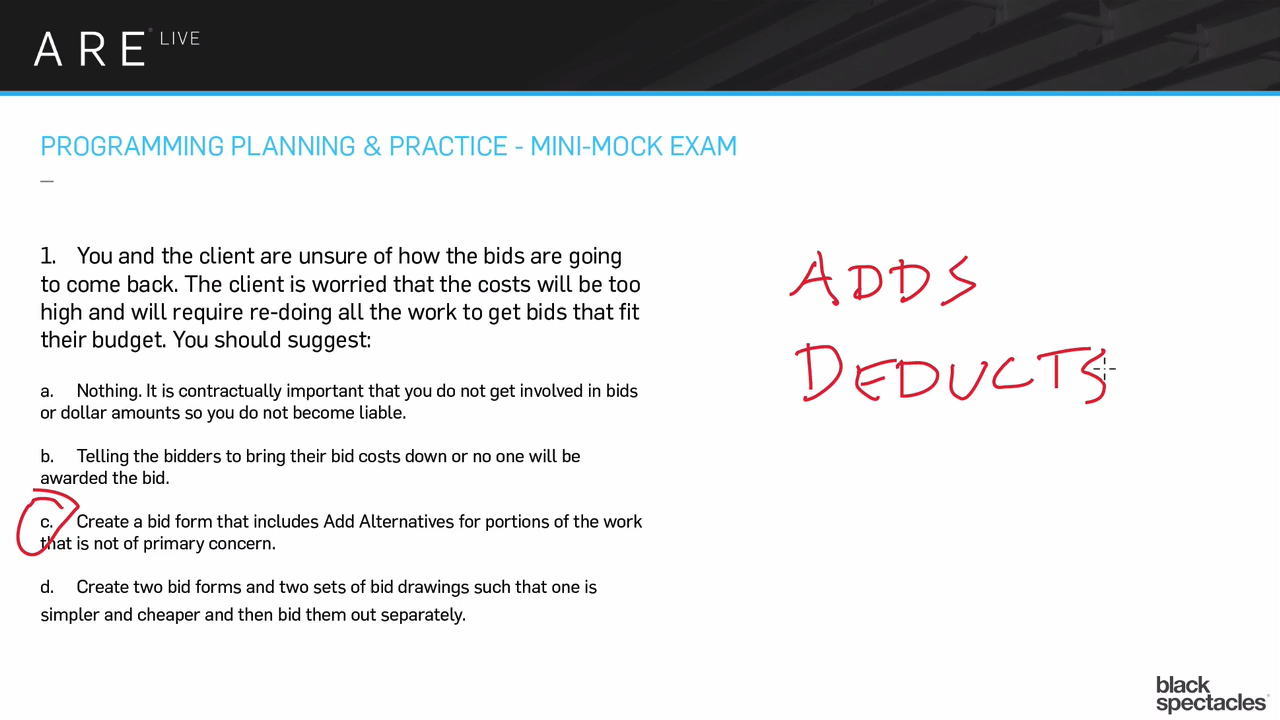 ARE® LIVE
PROGRAMMING PLANNING & PRACTICE - MINI-MOCK EXAM
1. You and the client are unsure of how the bids are going
to come back. The client is worried that the costs will be too
high and will require re-doing all the work to get bids that fit
their budget. You should suggest:
a. Nothing. It is contractually important that you do not get involved in bids
or dollar amounts so you do not become liable.
b. Telling the bidders to bring their bid costs down or no one will be
awarded the bid.
c. Create a bid form that includes Add Alternatives for portions of the work
that is not of primary concern.
d. Create two bid forms and two sets of bid drawings such that one is
simpler and cheaper and then bid them out separately.
ADDS
DEDUCTS
black
spectacles®